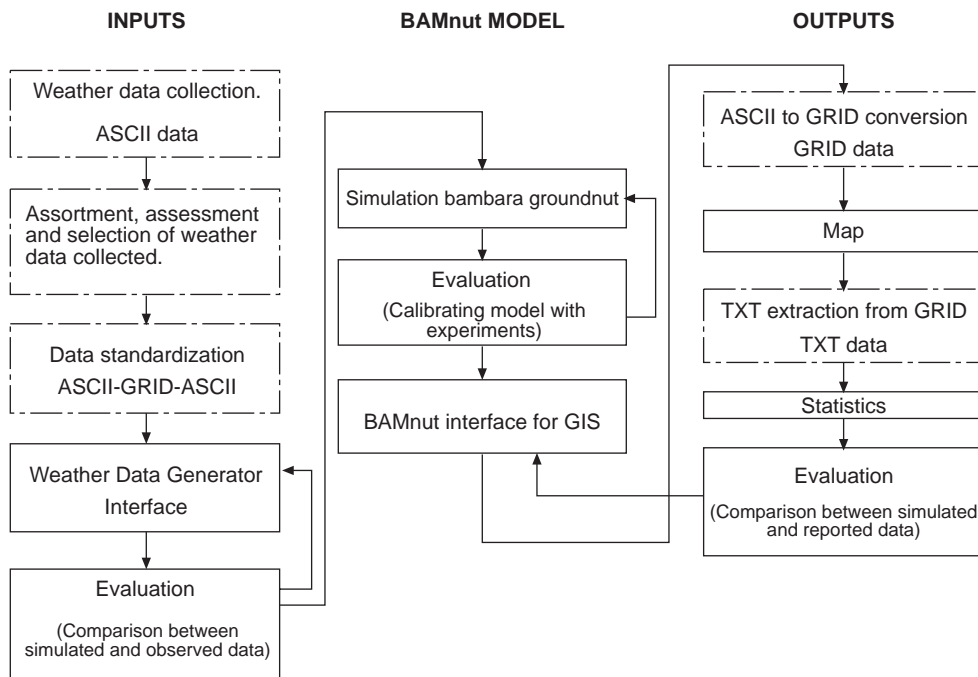 INPUTS
Weather data collection.
ASCII data
Assortment, assessment
and selection of weather
data collected.
Data standardization
ASCII-GRID-ASCII
Weather Data Generator
Interface
Evaluation
(Comparison between
simulated and observed data)
BAMnut MODEL
Simulation bambara groundnut
Evaluation
(Calibrating model with
experiments)
BAMnut interface for GIS
OUTPUTS
ASCII to GRID conversion
GRID data
Map
TXT extraction from GRID
TXT data
Statistics
Evaluation
(Comparison between simulated
and reported data)